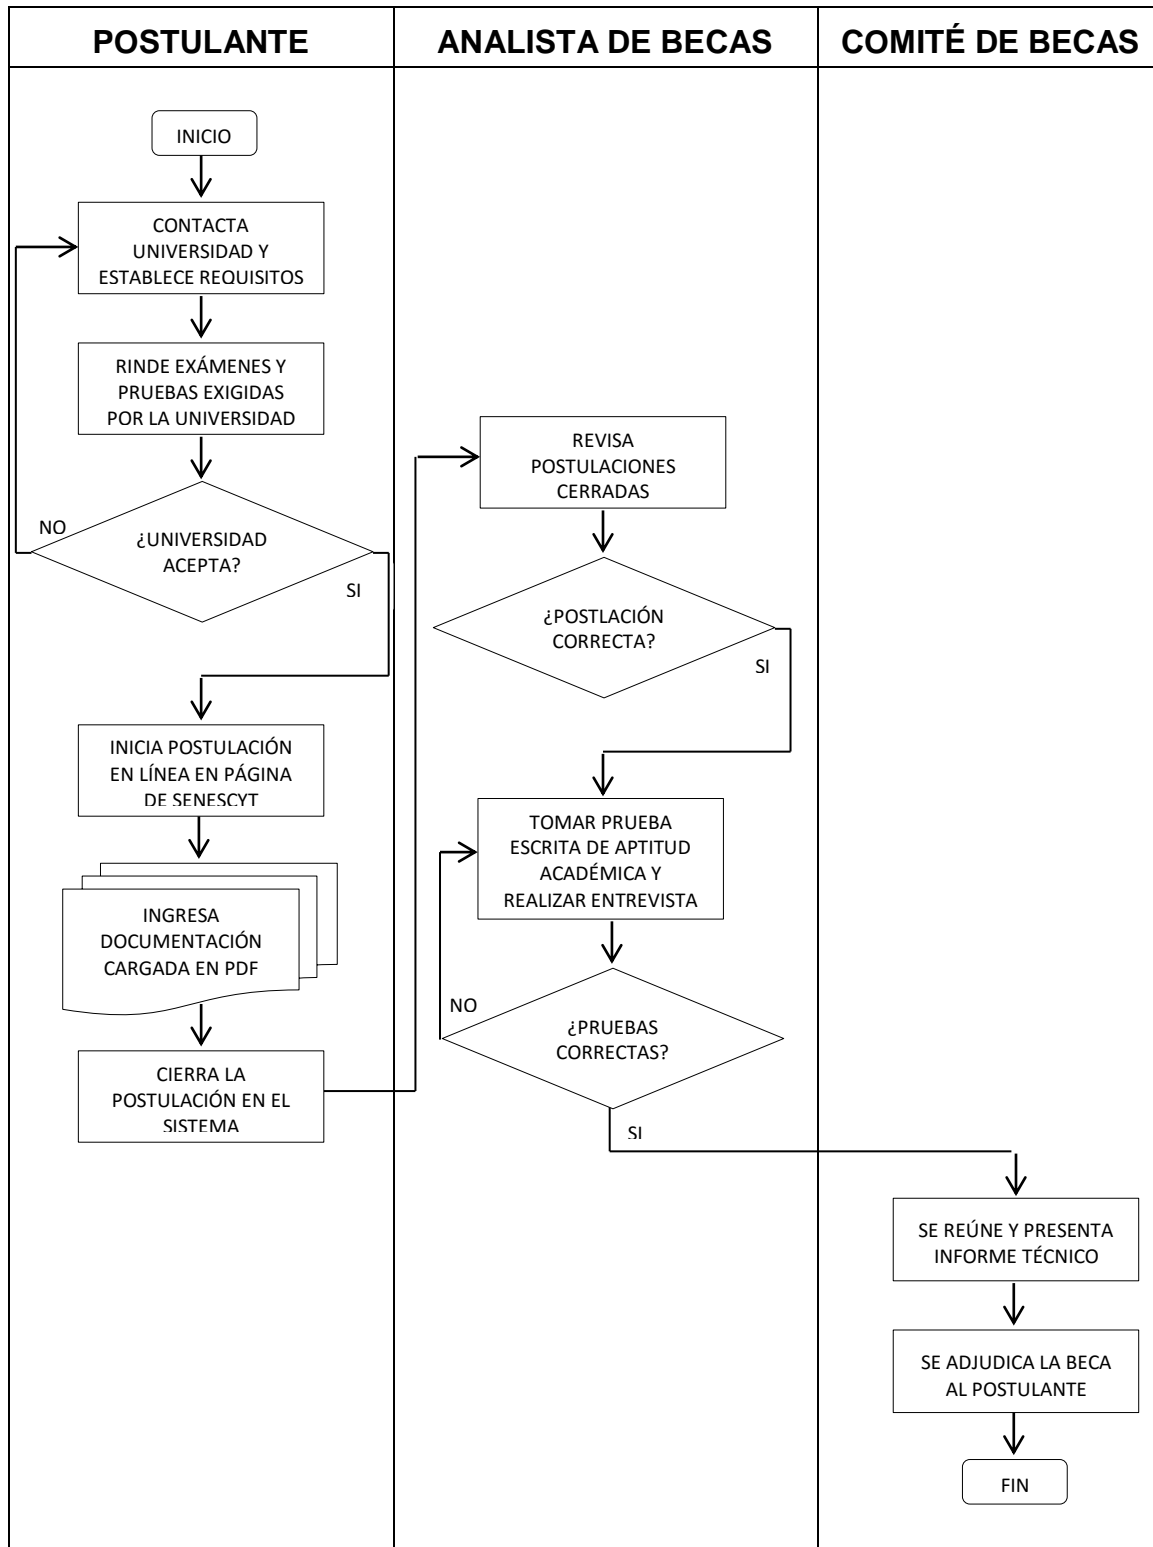 POSTULANTE
ANALISTA DE BECAS
COMITÉ DE BECAS
INICIO
CONTACTA
UNIVERSIDAD Y
ESTABLECE REQUISITOS
RINDE EXÁMENES Y
PRUEBAS EXIGIDAS
POR LA UNIVERSIDAD
¿UNIVERSIDAD
ACEPTA?
NO
SI
INICIA POSTULACIÓN
EN LÍNEA EN PÁGINA
DE SENESCYT
INGRESA
DOCUMENTACIÓN
CARGADA EN PDF
CIERRA LA
POSTULACIÓN EN EL
SISTEMA
REVISA
POSTULACIONES
CERRADAS
¿POSTLACIÓN
CORRECTA?
SI
TOMAR PRUEBA
ESCRITA DE APTITUD
ACADÉMICA Y
REALIZAR ENTREVISTA
NO
¿PRUEBAS
CORRECTAS?
SI
SE REÚNE Y PRESENTA
INFORME TÉCNICO
SE ADJUDICA LA BECA
AL POSTULANTE
FIN